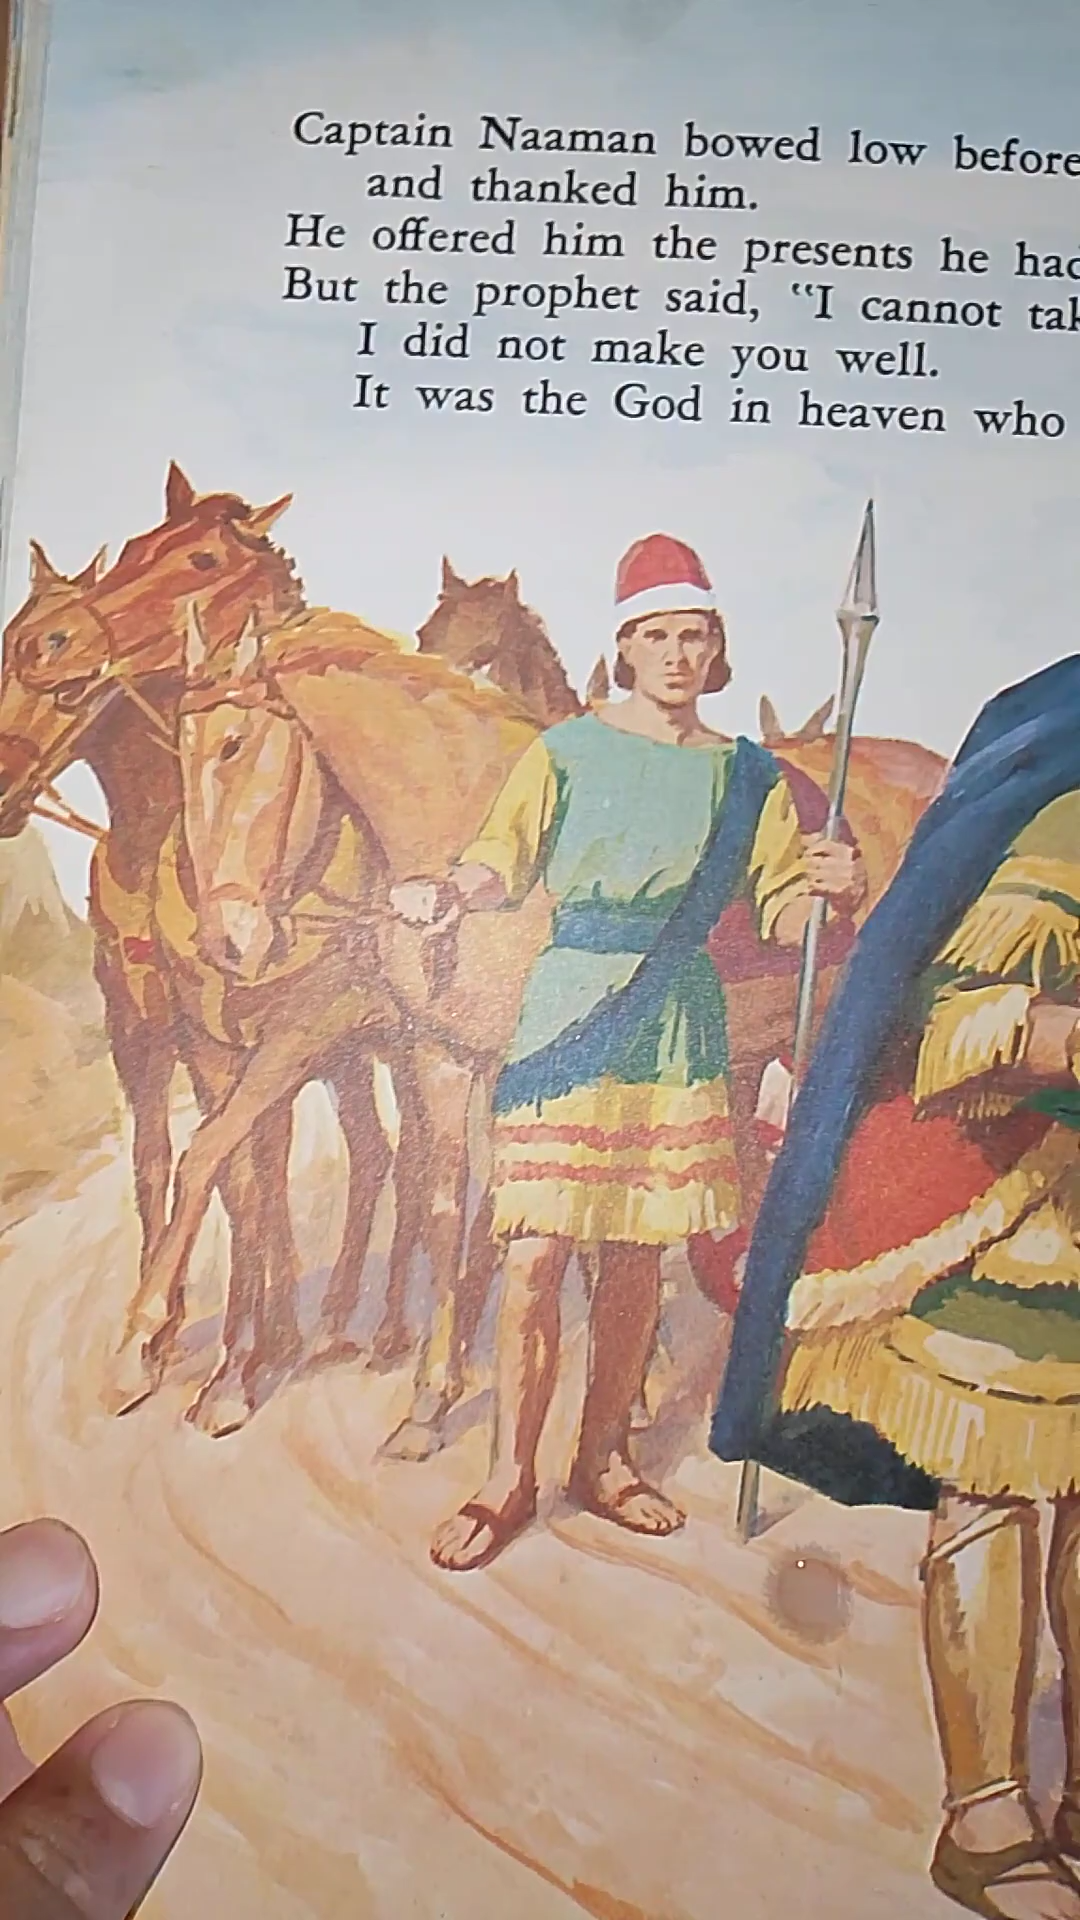 Captain Naaman bowed low before
and thanked him.
He offered him the presents he had
But the prophet said, “I cannot
I did not make you well.
It was the God in heaven who